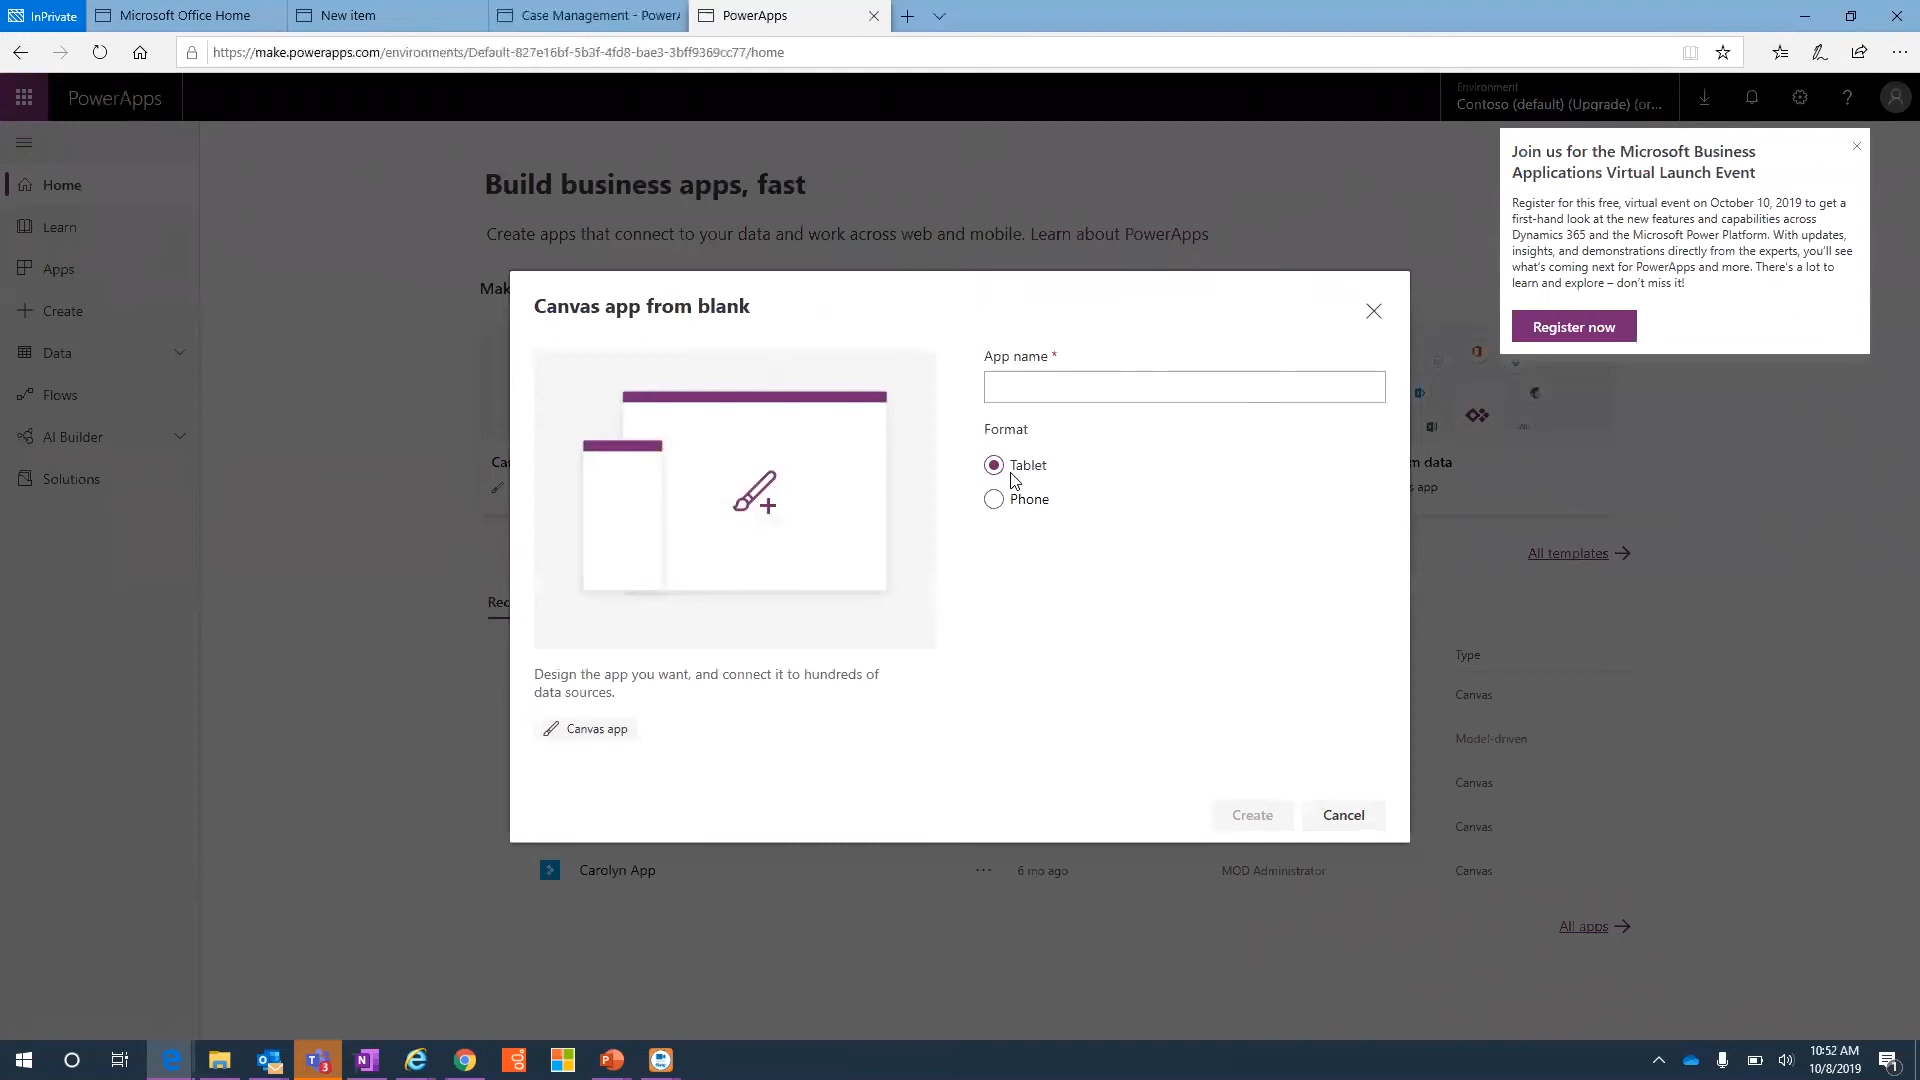 InPrivate
Microsoft Office Home
New item
Case Management - PowerA
PowerApps
https://make.powerapps.com/environments/Default-827e16bf-5b3f-4fd8-bae3-3bff9369cc77/home
PowerApps
Environment
Contoso (default) (Upgrade) (or...
Home
Learn
Apps
Create
Data
Flows
AI Builder
Solutions
Build business apps, fast
Create apps that connect to your data and work across web and mobile. Learn about PowerApps
Join us for the Microsoft Business
Applications Virtual Launch Event
Register for this free, virtual event on October 10, 2019 to get a
first-hand look at the new features and capabilities across
Dynamics 365 and the Microsoft Power Platform. With updates,
insights, and demonstrations directly from the experts, you'll see
what's coming next for PowerApps and more. There's a lot to
learn and explore – don't miss it!
Register now
Mak
Ca
m data
s app
All templates
Rec
Canvas app from blank
App name *
Format
Tablet
Phone
Design the app you want, and connect it to hundreds of
data sources.
Canvas app
Create
Cancel
Type
Canvas
Model-driven
Canvas
Canvas
Carolyn App
...
6 mo ago
MOD Administrator
Canvas
All apps
10:52 AM
10/8/2019